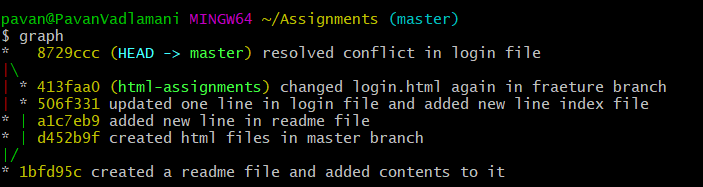 pavan@PavanVadlamani MINGW64 ~/Assignments (master)
$ graph
*   8729ccc (HEAD -> master) resolved conflict in login file
|\
| * 413faa0 (html-assignments) changed login.html again in fraeture branch
| * 506f331 updated one line in login file and added new line index file
* | a1c7eb9 added new line in readme file
* | d452b9f created html files in master branch
|/
* 1bfd95c created a readme file and added contents to it